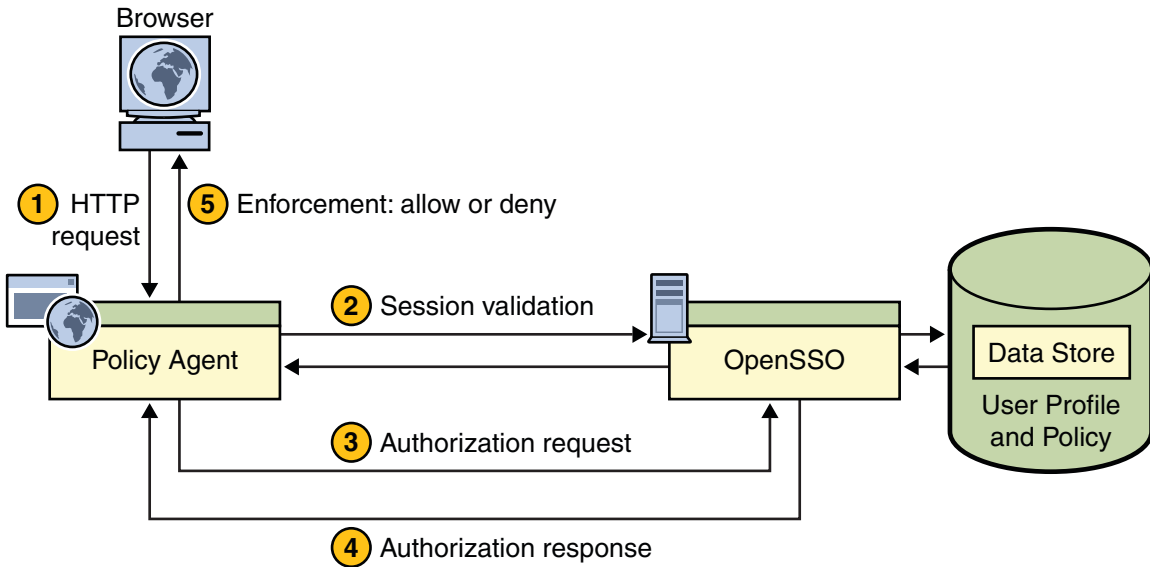 Browser
1 HTTP
request
5 Enforcement: allow or deny
2 Session validation
Policy Agent
OpenSSO
Data Store
User Profile
and Policy
3 Authorization request
4 Authorization response